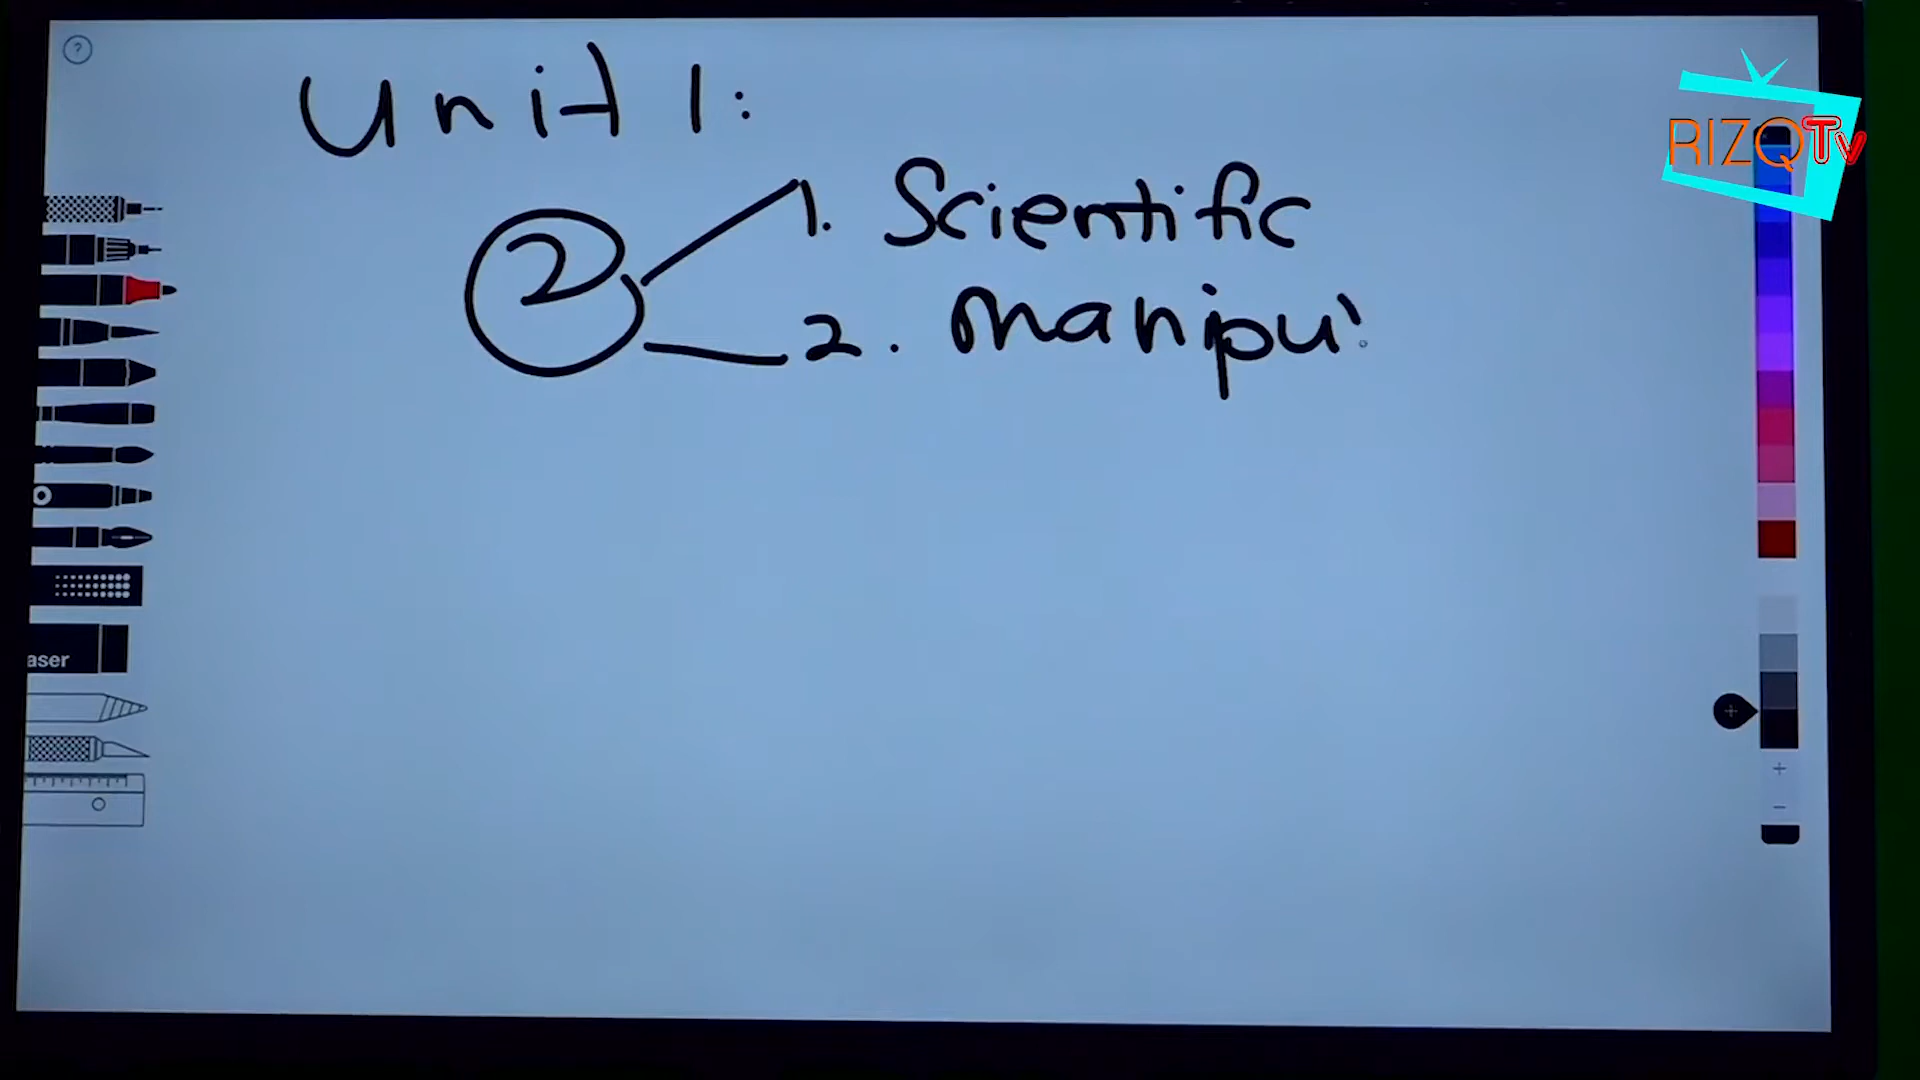 ?
Unit 1:
RIZQTv
2
1. Scientific
2. Manipu
aser